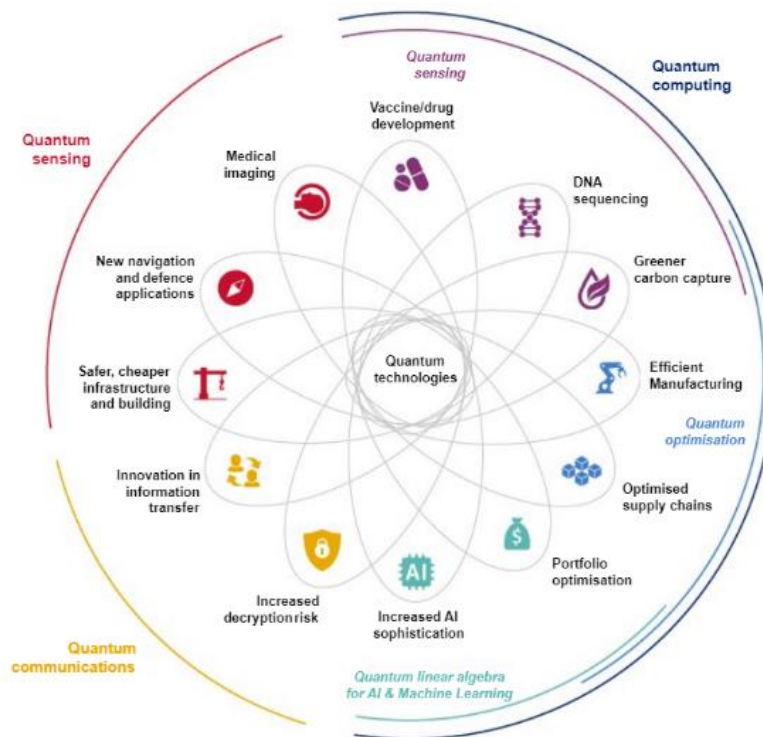 Quantum
sensing
Quantum
computing
Vaccine/drug
development
Quantum
sensing
Medical
imaging
DNA
sequencing
New navigation
and defence
applications
Greener
carbon capture
Safer, cheaper
infrastructure
and building
Quantum
technologies
Efficient
Manufacturing
Quantum
optimisation
Innovation in
information
transfer
Optimised
supply chains
$
AI
Portfolio
optimisation
Increased
decryption risk
Increased AI
sophistication
Quantum
communications
Quantum linear algebra
for AI & Machine Learning